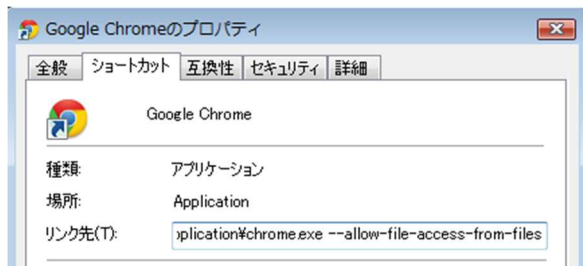 Google Chromeのプロパティ
全般 ショートカット 互換性 セキュリティ 詳細
Google Chrome
種類: アプリケーション
場所: Application
リンク先(T): plication¥chrome.exe --allow-file-access-from-files